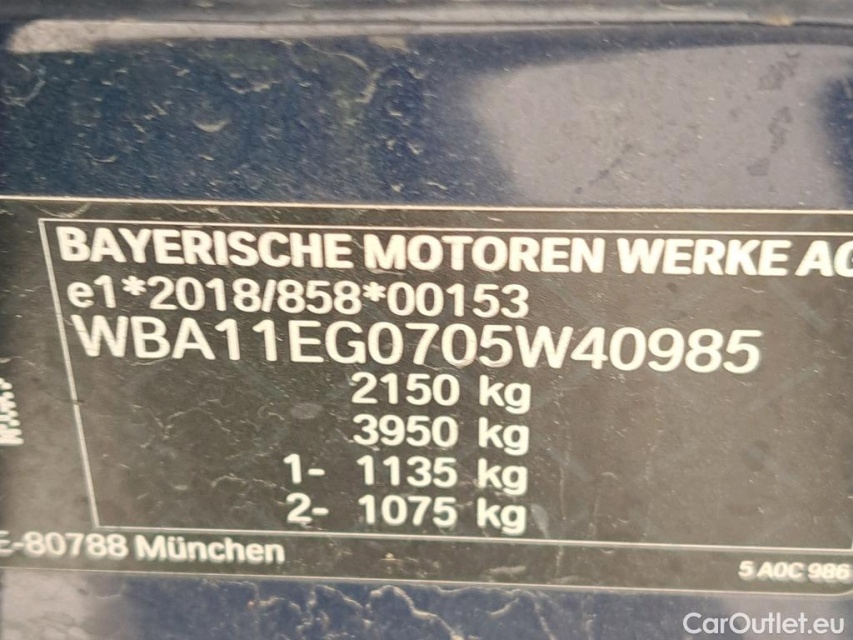 BAYERISCHE MOTOREN WERKE AG
e1*2018/858*00153
WBA11EG0705W40985
2150 kg
3950 kg
1- 1135 kg
2- 1075 kg
E-80788 München
5 A0C 986
CarOutlet.eu